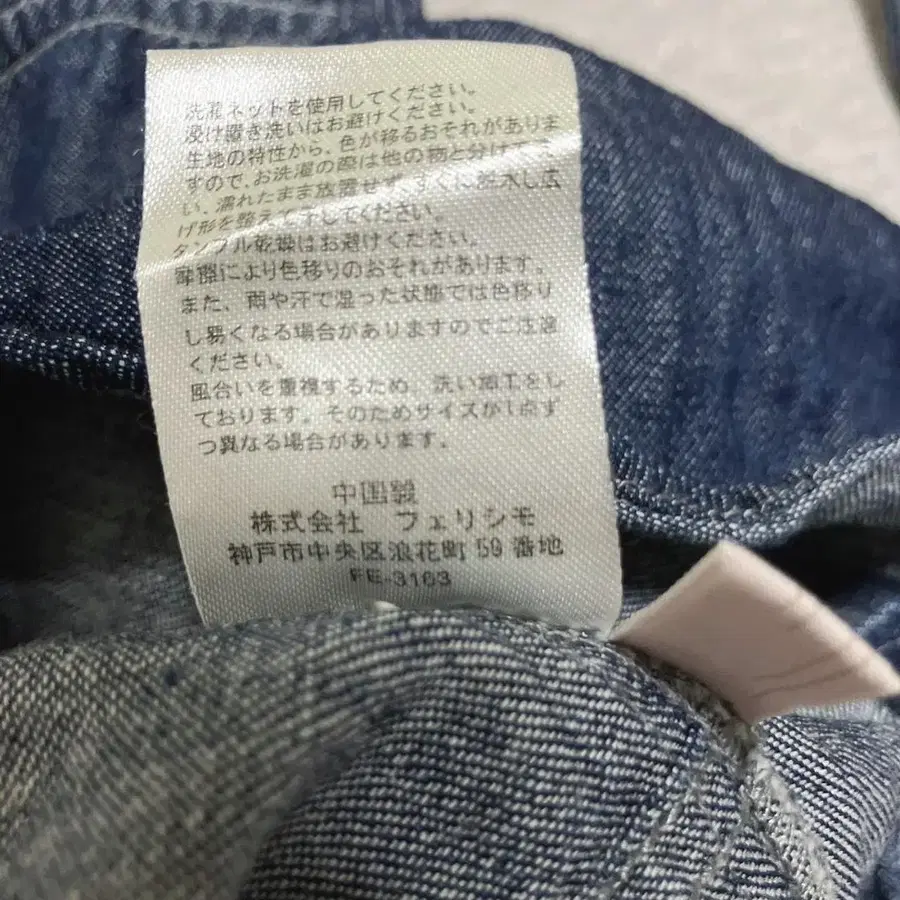 洗濯ネットを使用してください。
浸け置き洗いはお避けください。
生地の特性から、色が移るおそれがありま
すので、お洗濯の際は他の物と分けて下さ
い、濡れたまま放置せず、すぐに脱水し広
げ形を整えて干してください。
タンブル乾燥はお避けください。
摩擦により色移りのおそれがあります。
また、雨や汗で湿った状態では色移り
し易くなる場合がありますのでご注意
ください。
風合いを重視するため、洗い加工をし
ております。そのためサイズが1点ず
つ異なる場合があります。
中国製
株式会社 フェリシモ
神戸市中央区浪花町 59 番地
FE-3163